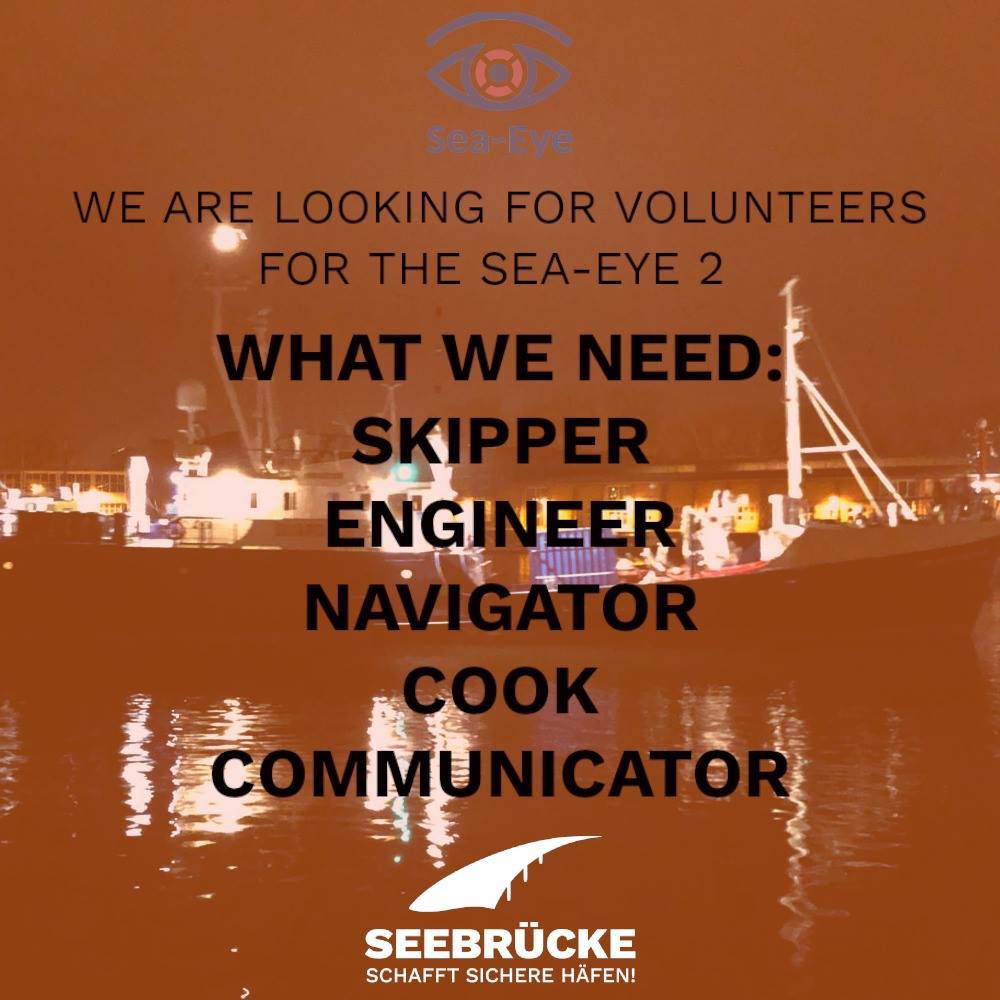 Sea-Eye
WE ARE LOOKING FOR VOLUNTEERS
FOR THE SEA-EYE 2
WHAT WE NEED:
SKIPPER
ENGINEER
NAVIGATOR
COOK
COMMUNICATOR
SEEBRÜCKE
SCHAFFT SICHERE HÄFEN!